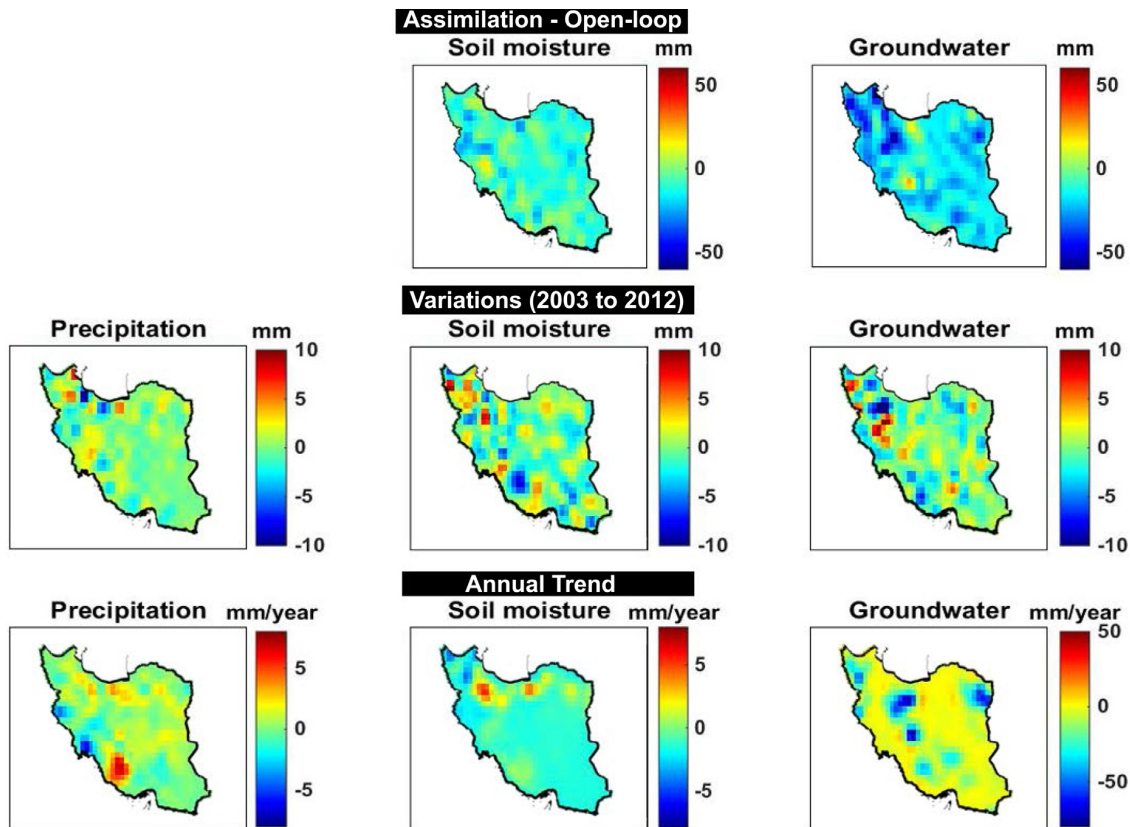 Assimilation - Open-loop
Soil moisture mm
50
0
-50
Groundwater mm
50
0
-50
Variations (2003 to 2012)
Precipitation mm
10
5
0
-5
-10
Soil moisture mm
10
5
0
-5
-10
Groundwater mm
10
5
0
-5
-10
Annual Trend
Precipitation mm/year
5
0
-5
Soil moisture mm/year
5
0
-5
Groundwater mm/year
50
0
-50